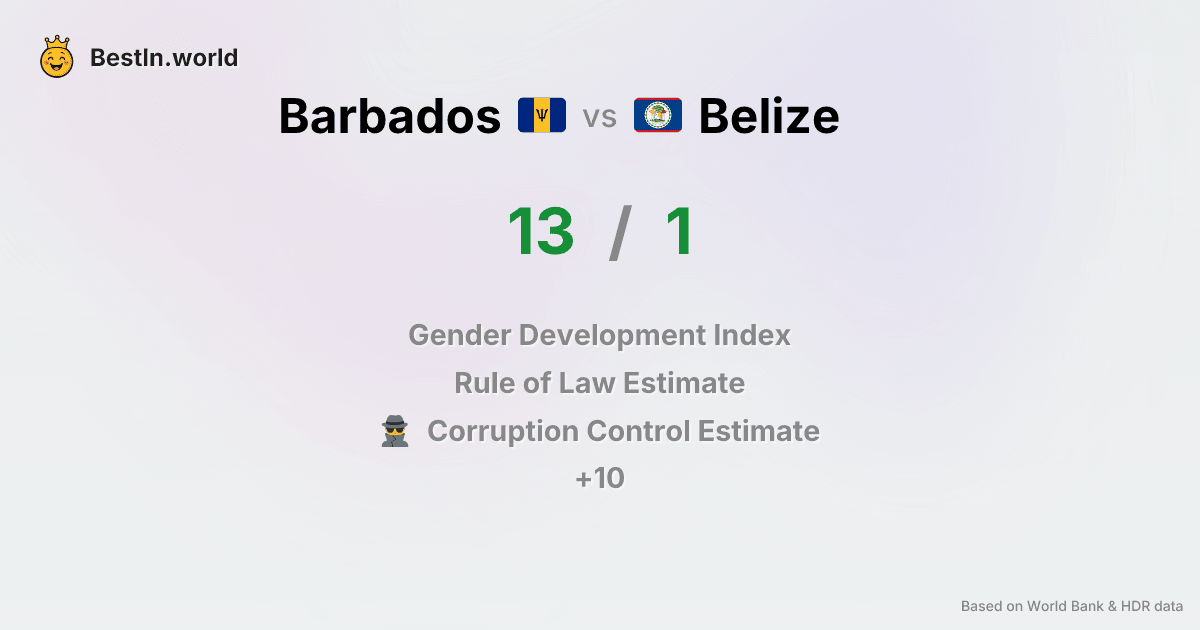 BestIn.world
Barbados vs Belize
13 / 1
Gender Development Index
Rule of Law Estimate
Corruption Control Estimate
+10
Based on World Bank & HDR data